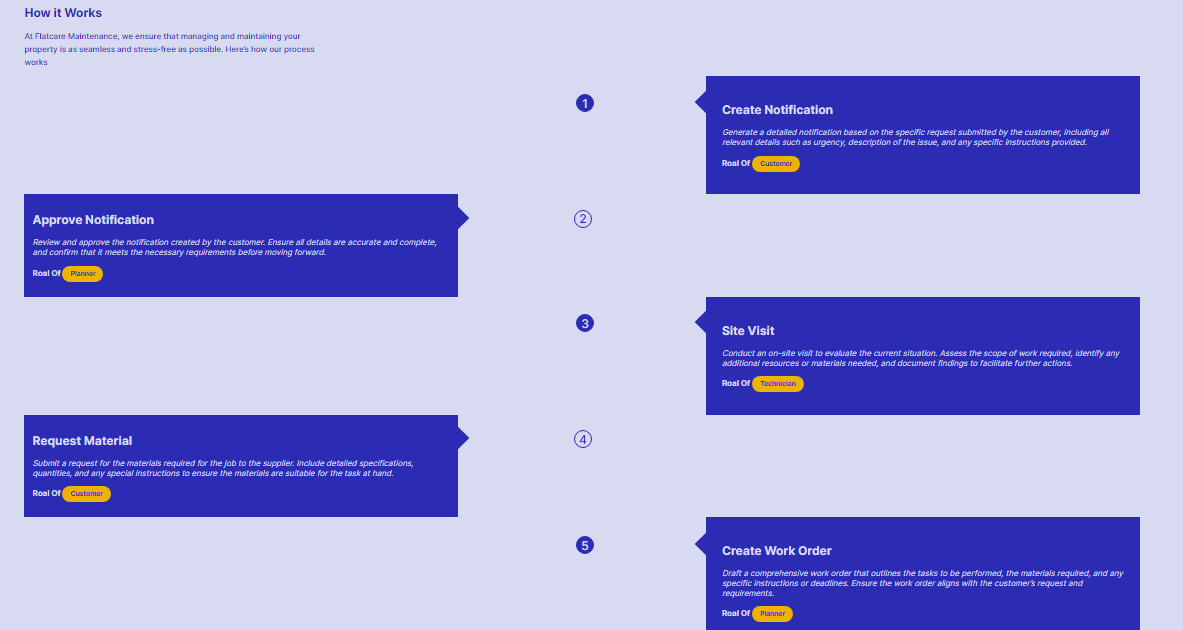 How it Works
At Flatcare Maintenance, we ensure that managing and maintaining your
property is as seamless and stress-free as possible. Here's how our process
works
1
Create Notification
Generate a detailed notification based on the specific request submitted by the customer, including all
relevant details such as urgency, description of the issue, and any specific instructions provided.
Roal Of Customer
Approve Notification
2
Review and approve the notification created by the customer. Ensure all details are accurate and complete,
and confirm that it meets the necessary requirements before moving forward.
Roal Of Planner
3
Site Visit
Conduct an on-site visit to evaluate the current situation. Assess the scope of work required, identify any
additional resources or materials needed, and document findings to facilitate further actions.
Roal Of Technician
Request Material
4
Submit a request for the materials required for the job to the supplier. Include detailed specifications,
quantities, and any special instructions to ensure the materials are suitable for the task at hand.
Roal Of Customer
5
Create Work Order
Draft a comprehensive work order that outlines the tasks to be performed, the materials required, and any
specific instructions or deadlines. Ensure the work order aligns with the customer's request and
requirements.
Roal Of Planner